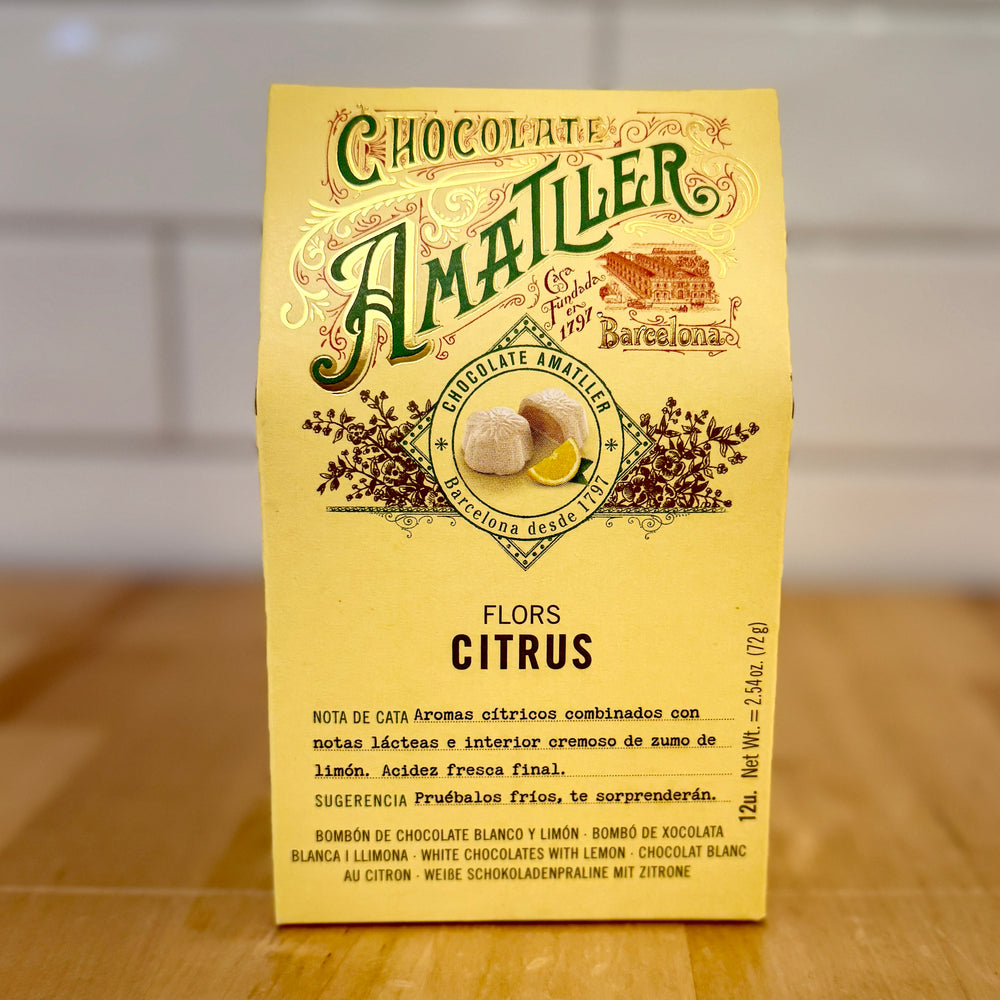 CHOCOLATE
AMATLLER
Casa
Fundada
en
1797
Barcelona
CHOCOLATE AMATLLER
Barcelona desde 1797
FLORS
CITRUS
NOTA DE CATA Aromas cítricos combinados con
notas lácteas e interior cremoso de zumo de
limón. Acidez fresca final.
SUGERENCIA Pruébalos fríos, te sorprenderán.
12u. Net Wt. = 2.54 oz. (72 g)
BOMBÓN DE CHOCOLATE BLANCO Y LIMÓN · BOMBÓ DE XOCOLATA
BLANCA I LLIMONA · WHITE CHOCOLATES WITH LEMON · CHOCOLAT BLANC
AU CITRON · WEIßE SCHOKOLADENPRALINE MIT ZITRONE